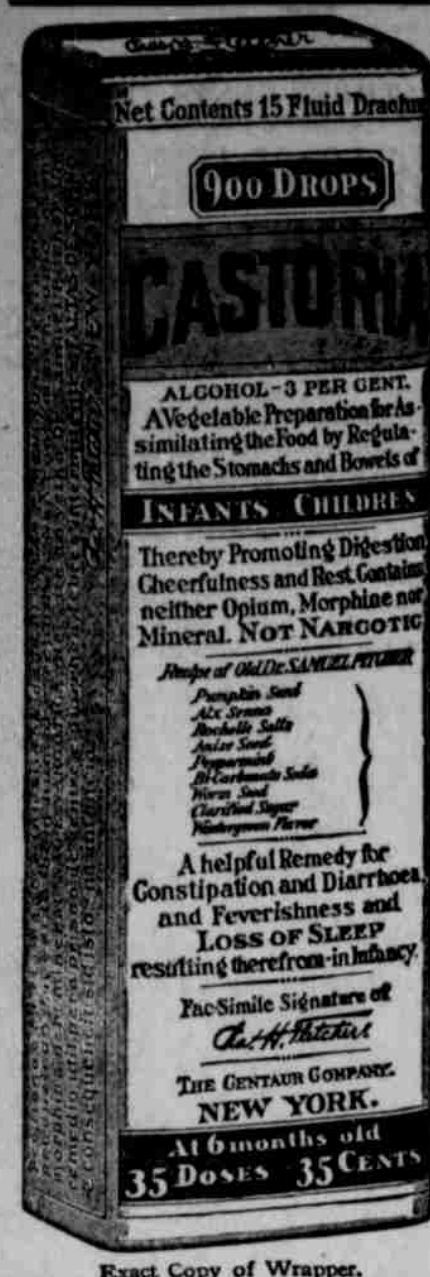 Chas. H. Fletcher
Net Contents 15 Fluid Drachm
900 DROPS
CASTORIA
ALCOHOL-3 PER CENT.
A Vegetable Preparation for As-
similating the Food by Regula-
ting the Stomachs and Bowels of
INFANTS CHILDREN
Thereby Promoting Digestion
Cheerfulness and Rest. Contains
neither Opium, Morphine nor
Mineral. NOT NARCOTIC
Recipe of Old Dr. SAMUEL PITCHER
Pumpkin Seed
Alx Senna
Rochelle Salts
Anise Seed
Peppermint
Bi Carbonate Soda
Worm Seed
Clarified Sugar
Wintergreen Flavor
A helpful Remedy for
Constipation and Diarrhoea,
and Feverishness and
LOSS OF SLEEP
resulting therefrom-in Infancy.
Fac-Simile Signature of
Chas. H. Fletcher.
THE CENTAUR COMPANY.
NEW YORK.
At 6 months old
35 DOSES 35 CENTS
Exact Copy of Wrapper.